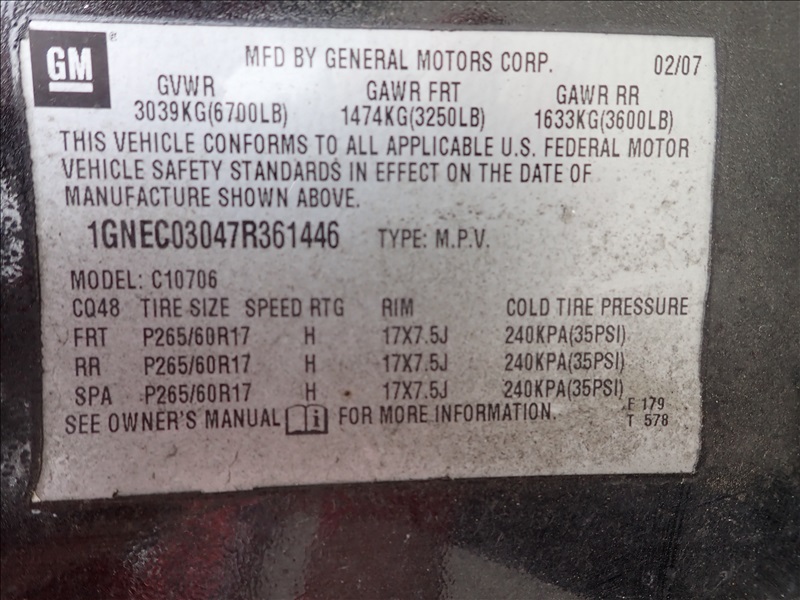 GM
MFD BY GENERAL MOTORS CORP. 02/07
GVWR GAWR FRT GAWR RR
3039KG(6700LB) 1474KG(3250LB) 1633KG(3600LB)
THIS VEHICLE CONFORMS TO ALL APPLICABLE U.S. FEDERAL MOTOR
VEHICLE SAFETY STANDARDS IN EFFECT ON THE DATE OF
MANUFACTURE SHOWN ABOVE.
1GNEC03047R361446 TYPE: M.P.V.
MODEL: C10706
CQ48 TIRE SIZE SPEED RTG RIM COLD TIRE PRESSURE
FRT P265/60R17 H 17X7.5J 240KPA(35PSI)
RR P265/60R17 H 17X7.5J 240KPA(35PSI)
SPA P265/60R17 H 17X7.5J 240KPA(35PSI)
SEE OWNER'S MANUAL i FOR MORE INFORMATION.
F 179
T 578